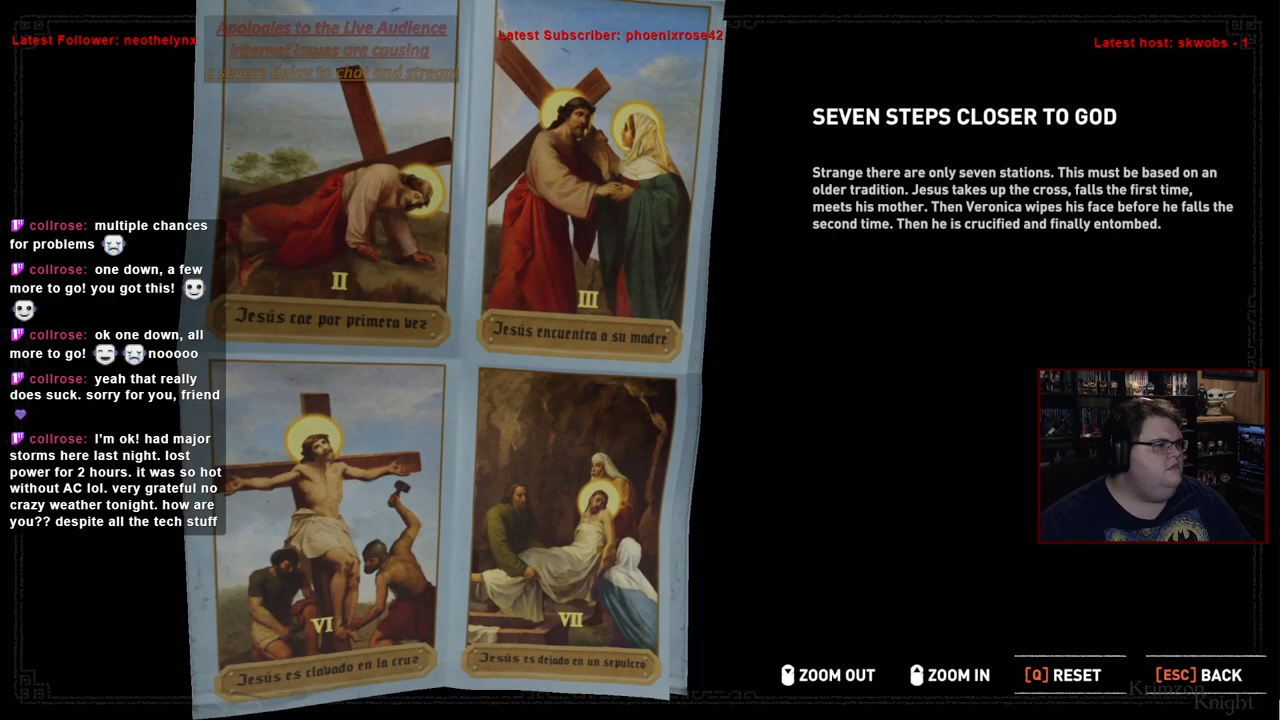 Apologies to the Live Audience
Internet Issues are causing
a severe delay to chat and stream
Latest Follower: neothelynx
Latest Subscriber: phoenixrose42
Latest host: skwobs - 1
II
Jesús cae por primera vez
III
Jesús encuentra a su madre
VI
Jesús es clavado en la cruz
VII
Jesús es dejado en un sepulcro
SEVEN STEPS CLOSER TO GOD
Strange there are only seven stations. This must be based on an
older tradition. Jesus takes up the cross, falls the first time,
meets his mother. Then Veronica wipes his face before he falls the
second time. Then he is crucified and finally entombed.
collrose: multiple chances
for problems
collrose: one down, a few
more to go! you got this!
collrose: ok one down, all
more to go! nooooo
collrose: yeah that really
does suck. sorry for you, friend
collrose: I'm ok! had major
storms here last night. lost
power for 2 hours. it was so hot
without AC lol. very grateful no
crazy weather tonight. how are
you?? despite all the tech stuff
ZOOM OUT
ZOOM IN
[Q] RESET
[ESC] BACK
Krimzon
Knight